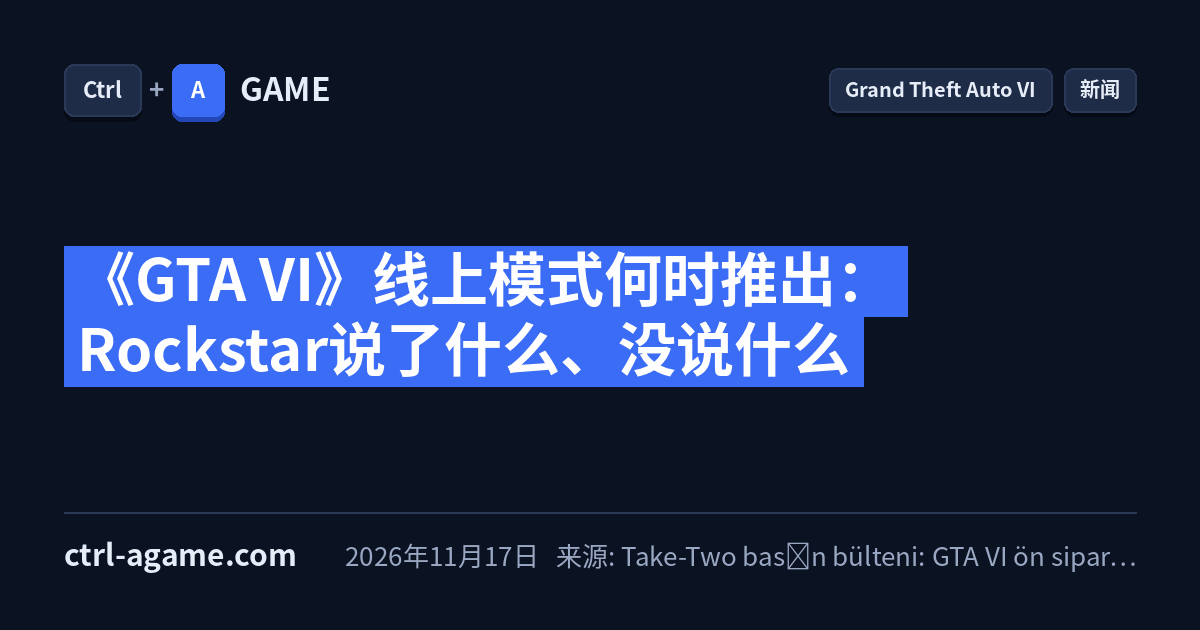 Ctrl + A GAME
Grand Theft Auto VI 新闻
《GTA VI》线上模式何时推出：
Rockstar说了什么、没说什么
ctrl-agame.com 2026年11月17日 来源: Take-Two bas□n bülteni: GTA VI ön sipar…